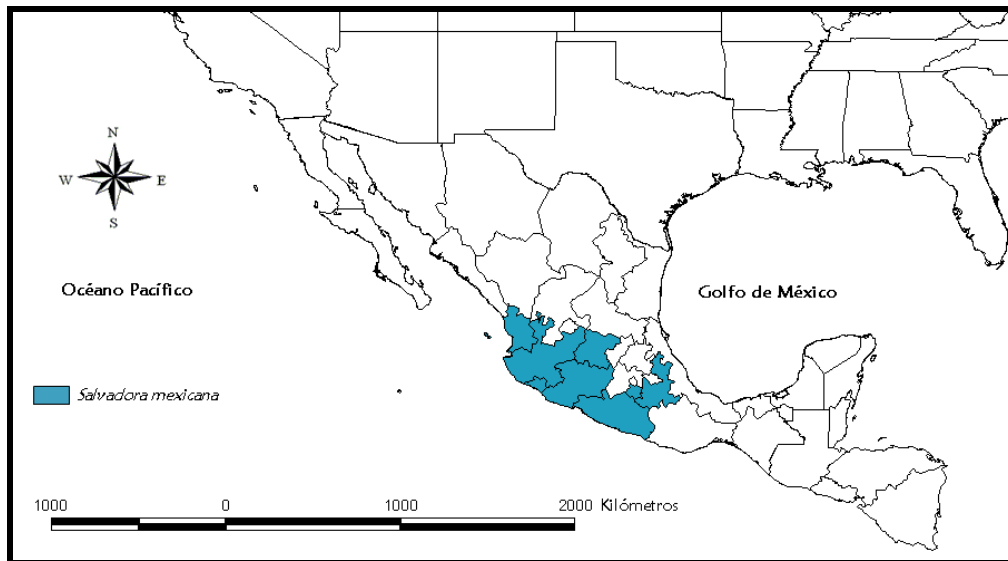 N
W E
S
Océano Pacífico
Golfo de México
Salvadora mexicana
1000 0 1000 2000 Kilómetros